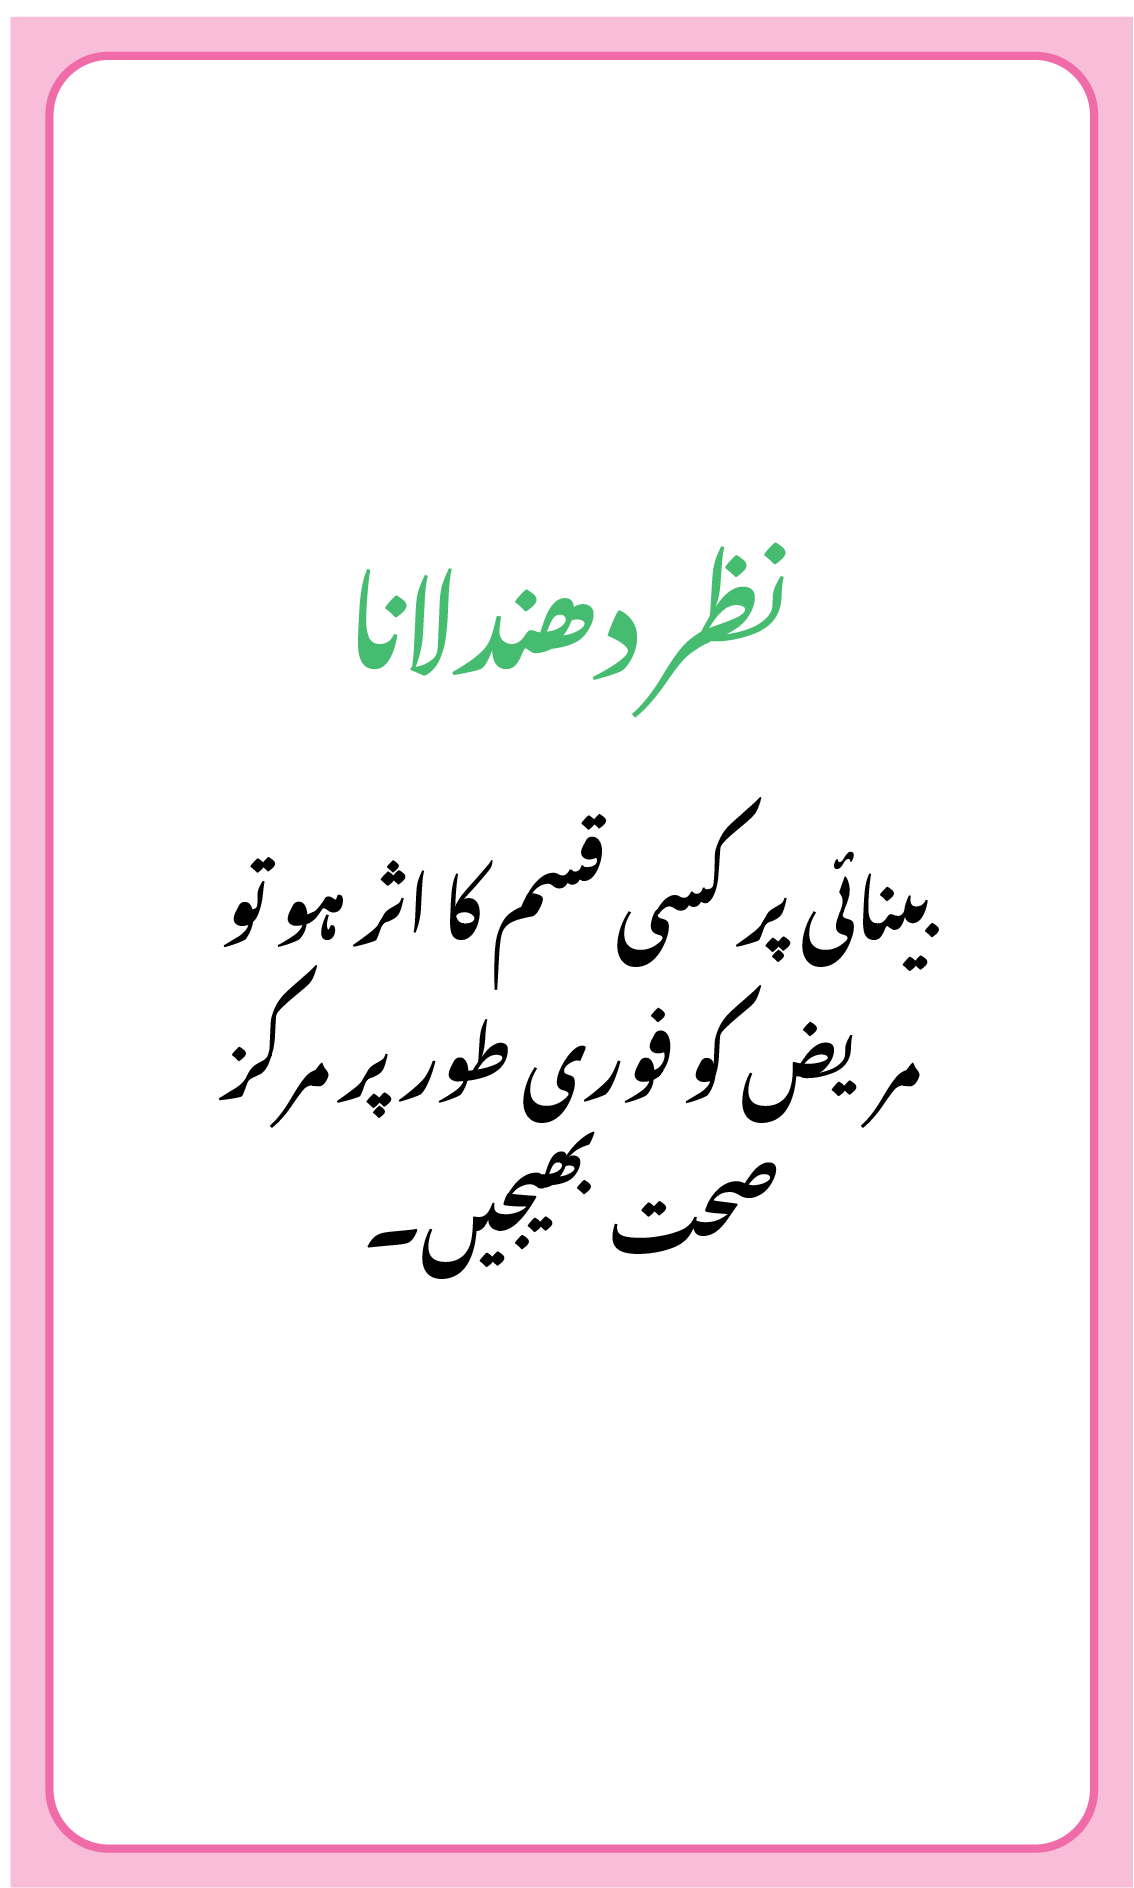 نظر دھندلانا
بینائی پر کسی قسم کا اثر ہو تو
مریض کو فوری طور پر مرکز
صحت بھیجیں۔